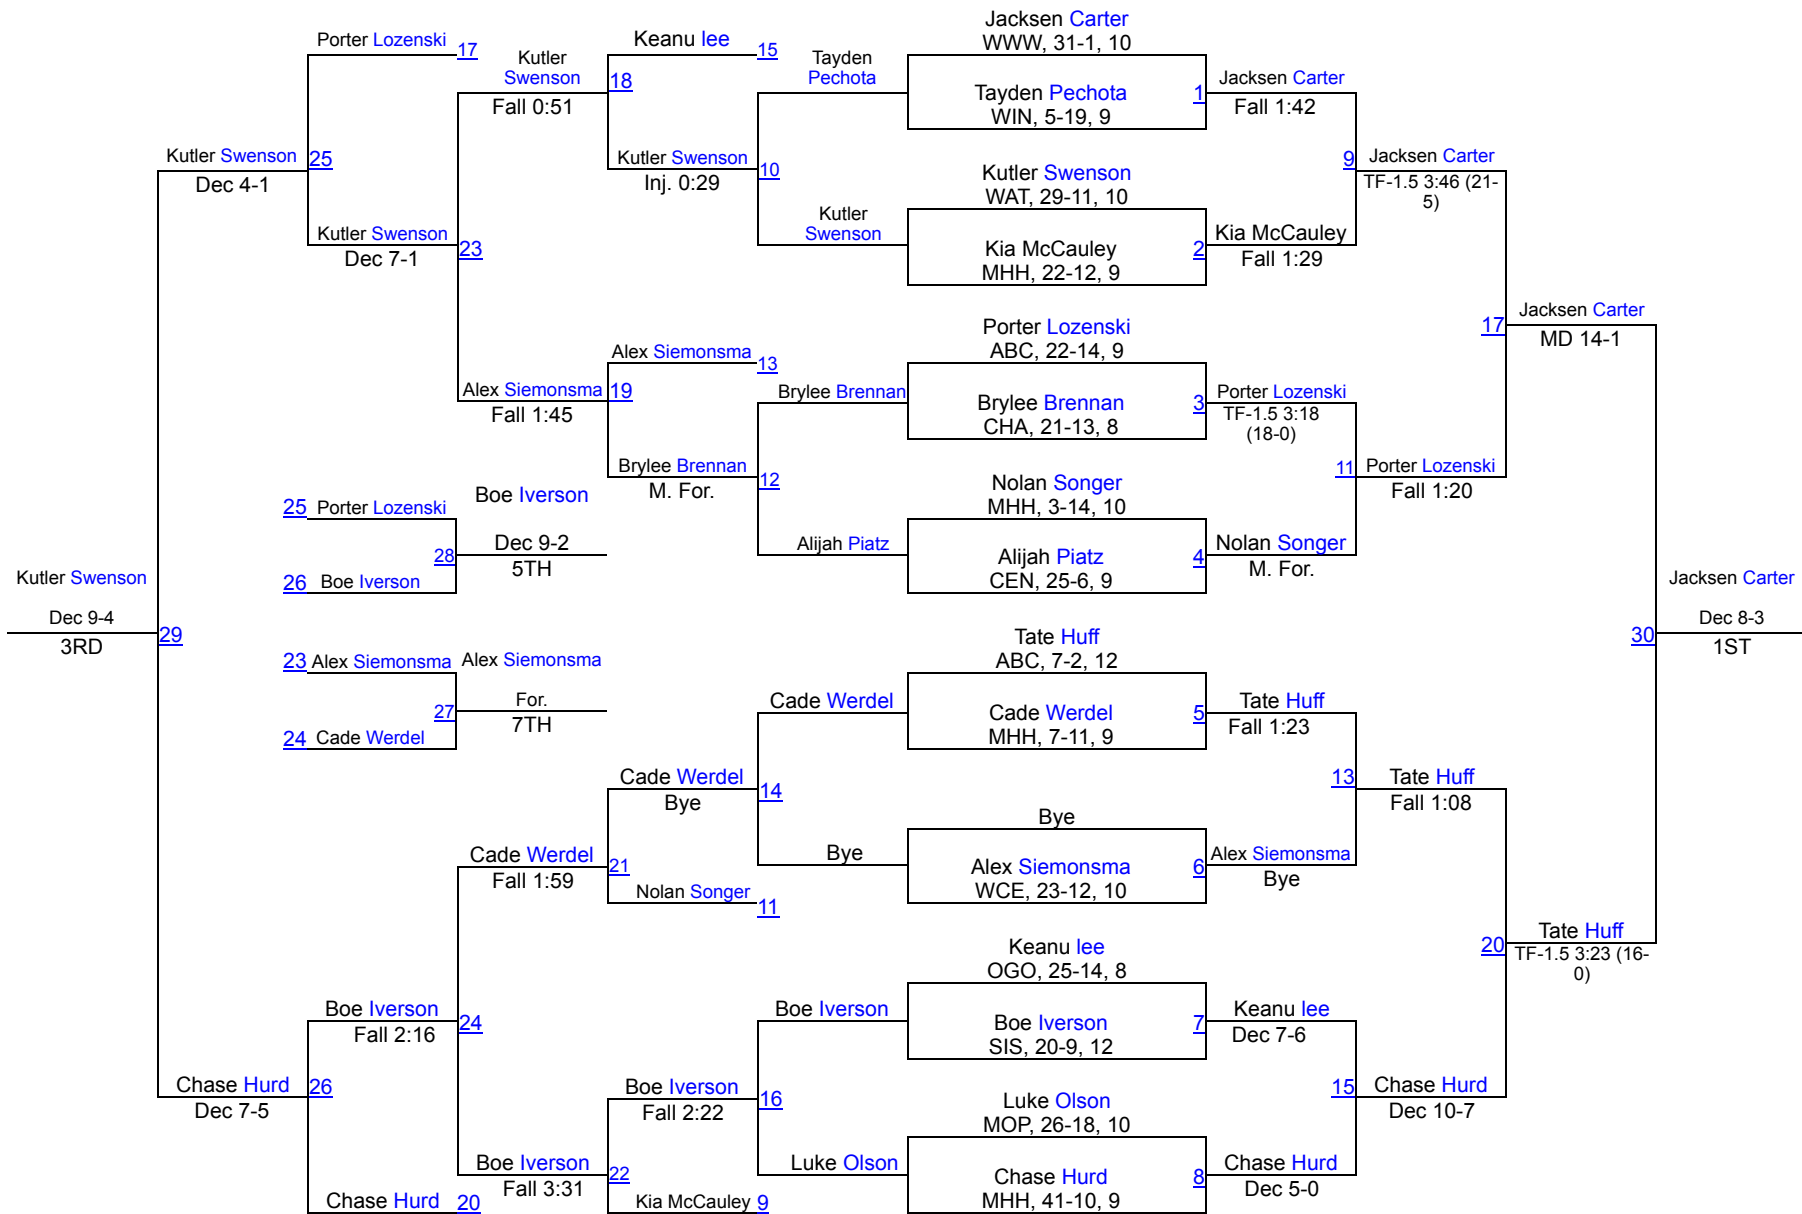 Jacksen Carter
WWW, 31-1, 10
Tayden Pechota
WIN, 5-19, 9
1
Jacksen Carter
Fall 1:42
Kutler Swenson
WAT, 29-11, 10
Kia McCauley
MHH, 22-12, 9
2
Kia McCauley
Fall 1:29
9
Jacksen Carter
TF-1.5 3:46 (21-
5)
Porter Lozenski
ABC, 22-14, 9
Brylee Brennan
CHA, 21-13, 8
3
Porter Lozenski
TF-1.5 3:18
(18-0)
Nolan Songer
MHH, 3-14, 10
Alijah Piatz
CEN, 25-6, 9
4
Nolan Songer
M. For.
11
Porter Lozenski
Fall 1:20
17
Jacksen Carter
MD 14-1
Tate Huff
ABC, 7-2, 12
Cade Werdel
MHH, 7-11, 9
5
Tate Huff
Fall 1:23
Bye
Alex Siemonsma
WCE, 23-12, 10
6
Alex Siemonsma
Bye
13
Tate Huff
Fall 1:08
Keanu lee
OGO, 25-14, 8
Boe Iverson
SIS, 20-9, 12
7
Keanu lee
Dec 7-6
Luke Olson
MOP, 26-18, 10
Chase Hurd
MHH, 41-10, 9
8
Chase Hurd
Dec 5-0
15
Chase Hurd
Dec 10-7
20
Tate Huff
TF-1.5 3:23 (16-
0)
30
Jacksen Carter
Dec 8-3
1ST
Tayden
Pechota
Kutler
Swenson
10
Kutler Swenson
Inj. 0:29
Keanu lee
15
18
Kutler
Swenson
Fall 0:51
Brylee Brennan
Alijah Piatz
12
Brylee Brennan
M. For.
Alex Siemonsma
13
19
Alex Siemonsma
Fall 1:45
23
Kutler Swenson
Dec 7-1
Porter Lozenski
17
25
Kutler Swenson
Dec 4-1
25 Porter Lozenski
26 Boe Iverson
28
Boe Iverson
Dec 9-2
5TH
23 Alex Siemonsma
24 Cade Werdel
27
Alex Siemonsma
For.
7TH
Cade Werdel
Bye
14
Cade Werdel
Bye
Nolan Songer
11
21
Cade Werdel
Fall 1:59
Boe Iverson
Luke Olson
16
Boe Iverson
Fall 2:22
Kia McCauley
9
22
Boe Iverson
Fall 3:31
24
Boe Iverson
Fall 2:16
Chase Hurd
20
26
Chase Hurd
Dec 7-5
29
Kutler Swenson
Dec 9-4
3RD